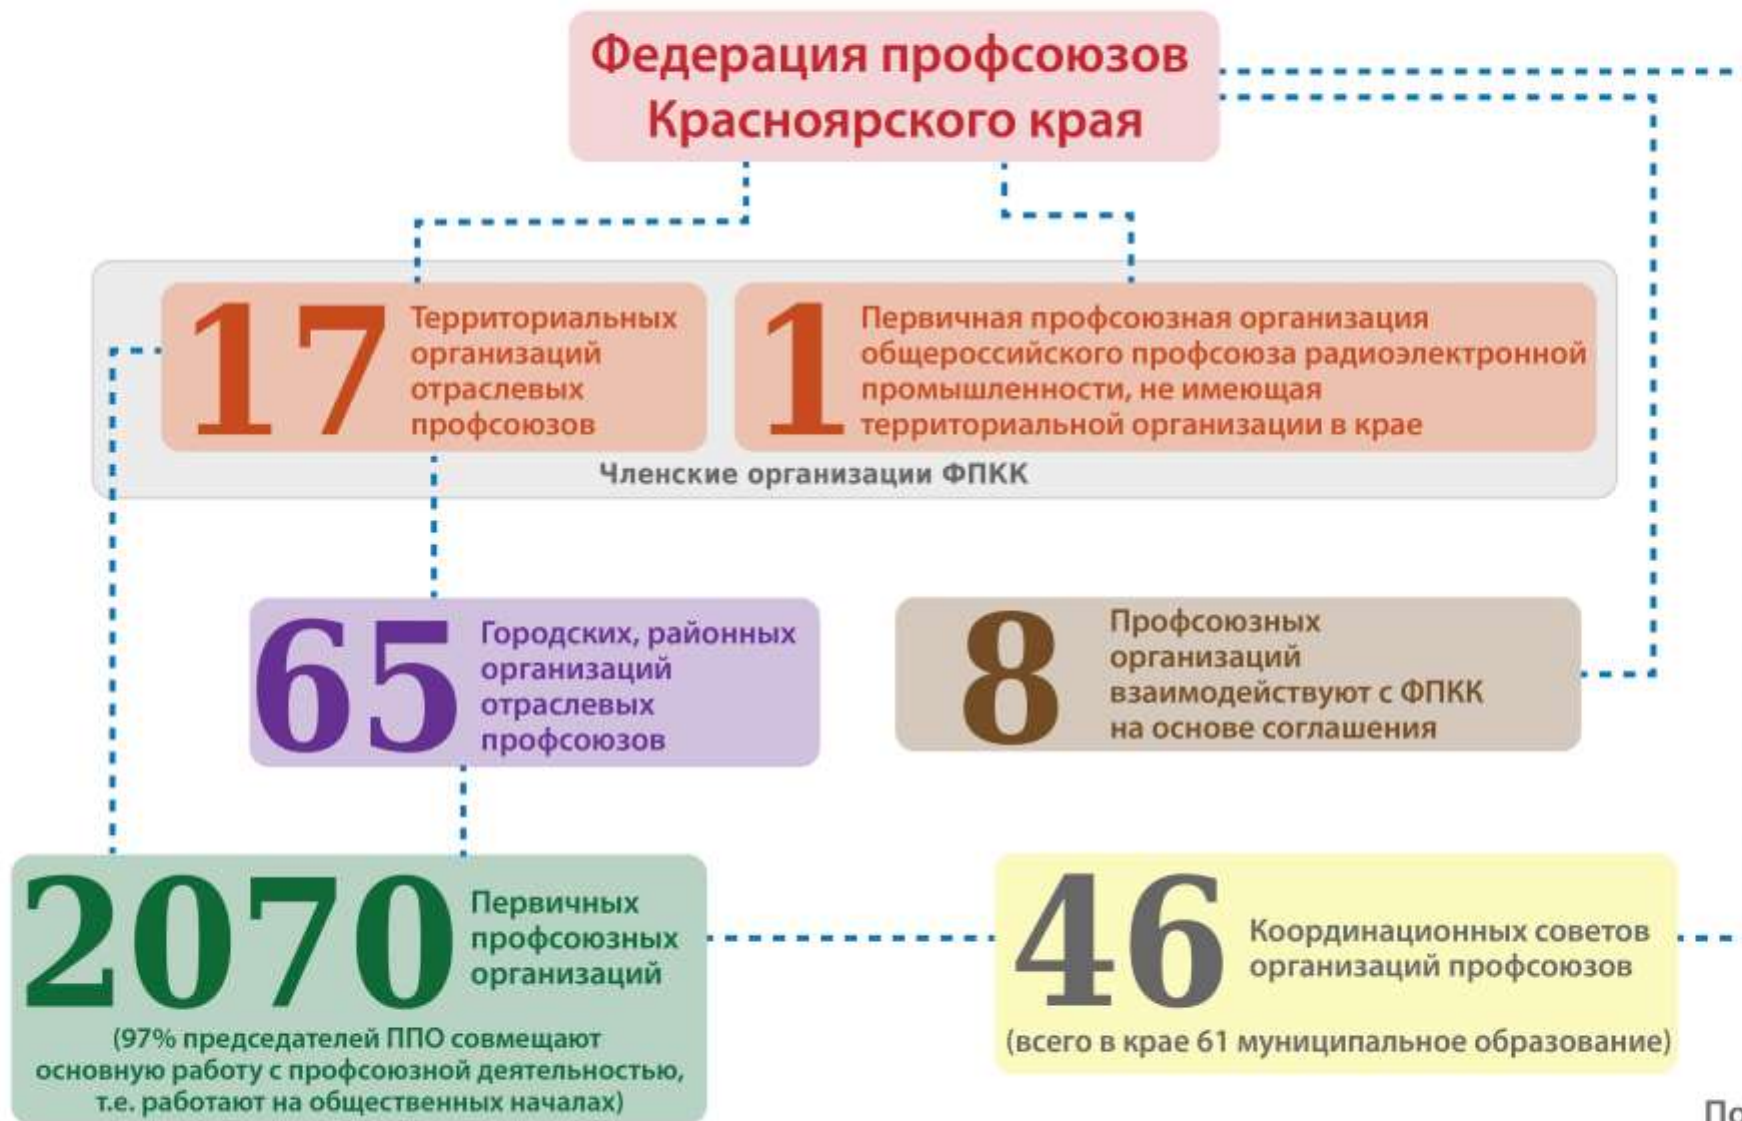 Федерация профсоюзов
Красноярского края
17
Территориальных
организаций
отраслевых
профсоюзов
1
Первичная профсоюзная организация
общероссийского профсоюза радиоэлектронной
промышленности, не имеющая
территориальной организации в крае
Членские организации ФПКК
65
Городских, районных
организаций
отраслевых
профсоюзов
8
Профсоюзных
организаций
взаимодействуют с ФПКК
на основе соглашения
2070
Первичных
профсоюзных
организаций
(97% председателей ППО совмещают
основную работу с профсоюзной деятельностью,
т.е. работают на общественных началах)
46
Координационных советов
организаций профсоюзов
(всего в крае 61 муниципальное образование)